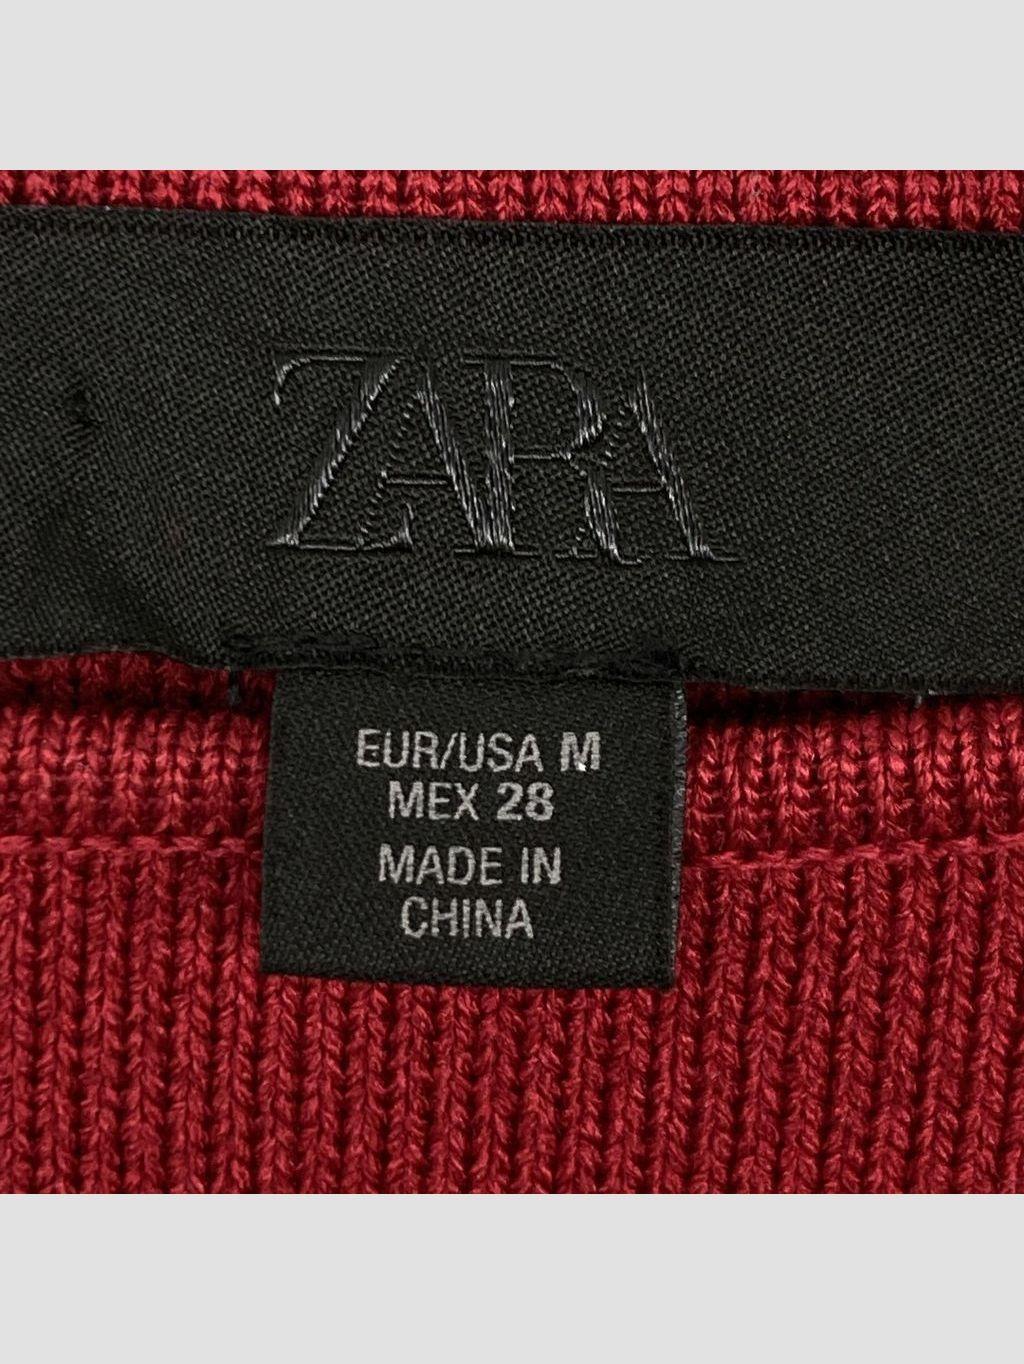 ZARA
EUR/USA M
MEX 28
MADE IN
CHINA